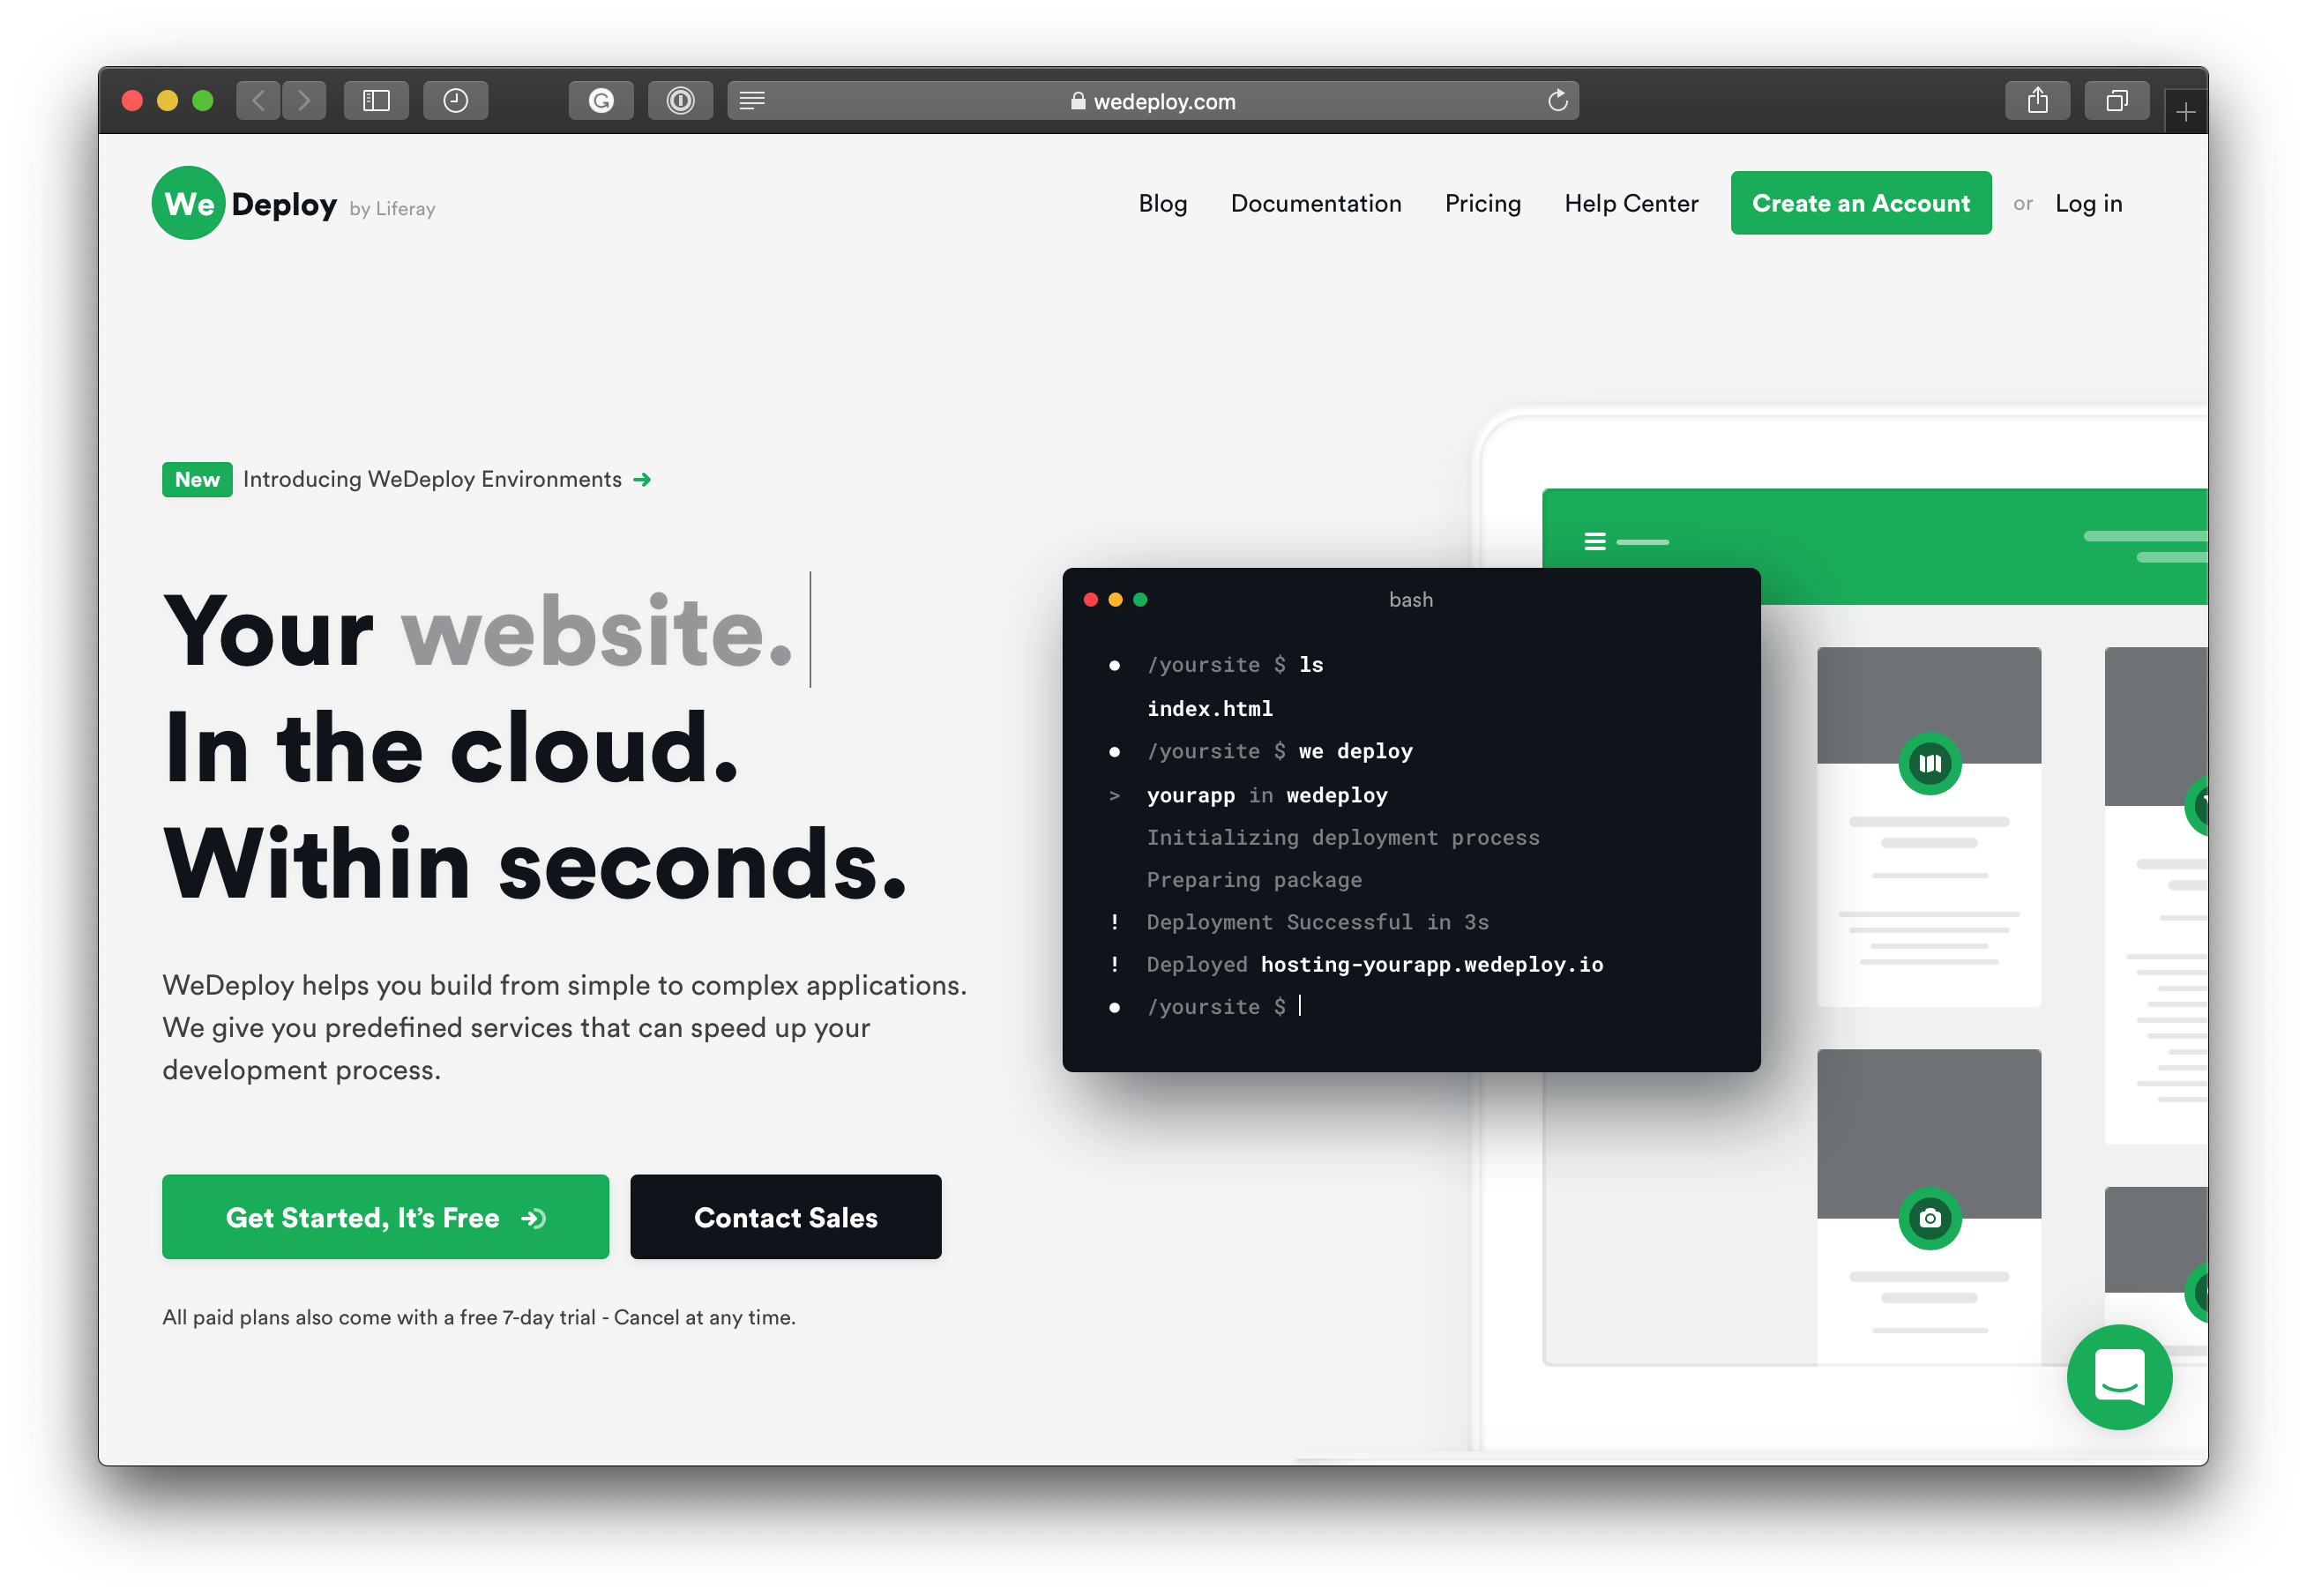 wedeploy.com
We Deploy by Liferay
Blog Documentation Pricing Help Center Create an Account or Log in
New Introducing WeDeploy Environments →
Your website.
In the cloud.
Within seconds.
WeDeploy helps you build from simple to complex applications.
We give you predefined services that can speed up your
development process.
Get Started, It’s Free
Contact Sales
All paid plans also come with a free 7-day trial - Cancel at any time.
bash
● /yoursite $ ls
index.html
● /yoursite $ we deploy
> yourapp in wedeploy
Initializing deployment process
Preparing package
! Deployment Successful in 3s
! Deployed hosting-yourapp.wedeploy.io
● /yoursite $